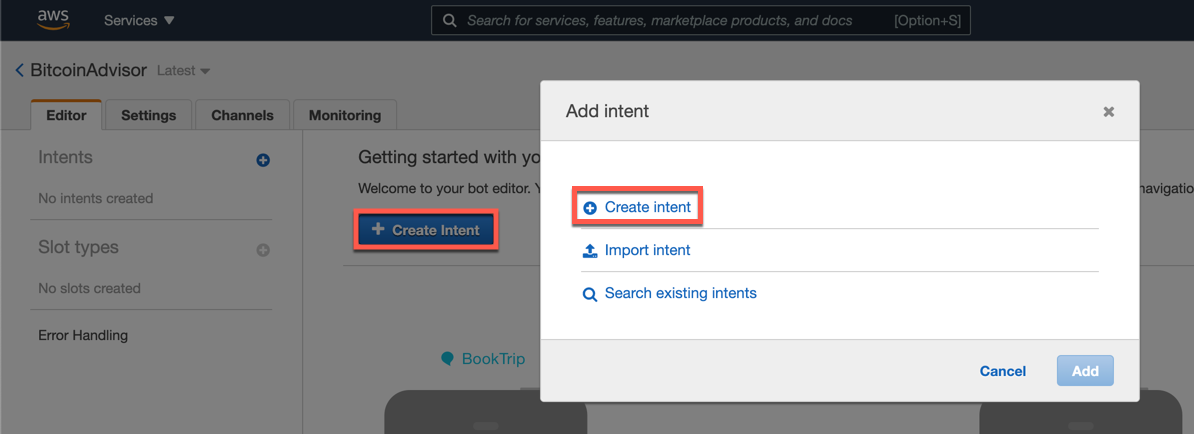 aws
Services
Search for services, features, marketplace products, and docs [Option+S]
BitcoinAdvisor Latest
Editor Settings Channels Monitoring
Add intent
Intents
No intents created
Slot types
No slots created
Error Handling
Getting started with yo
Welcome to your bot editor. navigatio
Create Intent
BookTrip
Create intent
Import intent
Search existing intents
Cancel Add